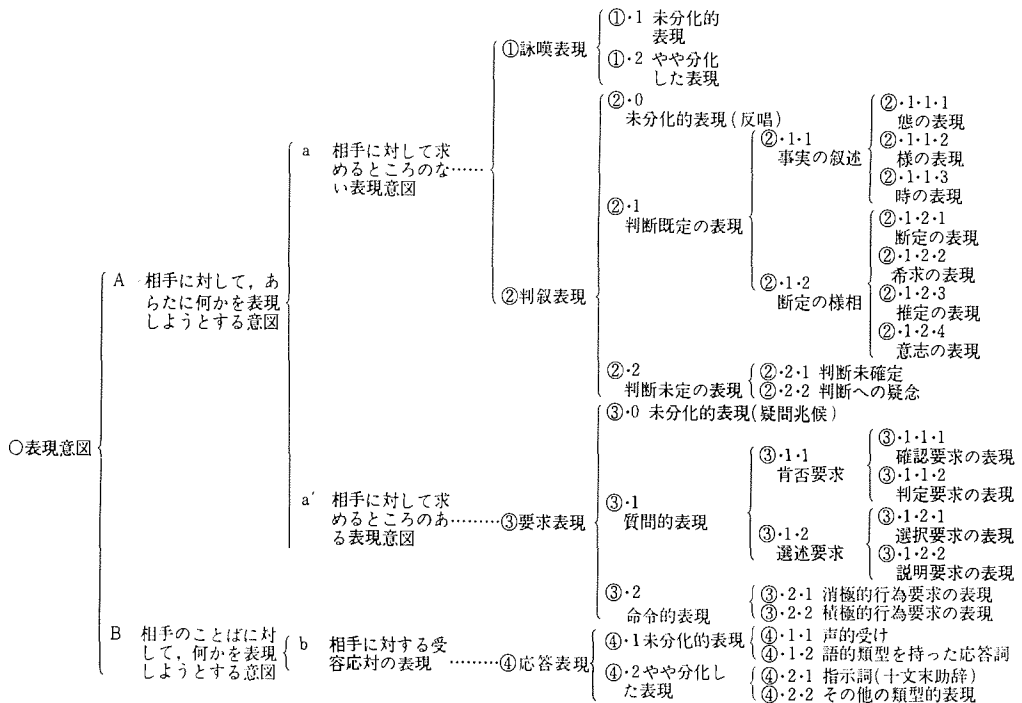 ○表現意図
A 相手に対して，あ
らたに何かを表現
しようとする意図
a 相手に対して求
めるところのな……
い表現意図
①詠嘆表現
①・1 未分化的
表現
①・2 やや分化
した表現
②判叙表現
②・0
未分化的表現(反唱)
②・1
判断既定の表現
②・1・1
事実の叙述
②・1・1・1
態の表現
②・1・1・2
様の表現
②・1・1・3
時の表現
②・1・2
断定の様相
②・1・2・1
断定の表現
②・1・2・2
希求の表現
②・1・2・3
推定の表現
②・1・2・4
意志の表現
②・2
判断未定の表現
②・2・1 判断未確定
②・2・2 判断への疑念
a′ 相手に対して求
めるところのあ………③要求表現
る表現意図
③・0 未分化的表現(疑問兆候)
③・1
質問的表現
③・1・1
肯否要求
③・1・1・1
確認要求の表現
③・1・1・2
判定要求の表現
③・1・2
選述要求
③・1・2・1
選択要求の表現
③・1・2・2
説明要求の表現
③・2
命令的表現
③・2・1 消極的行為要求の表現
③・2・2 積極的行為要求の表現
B 相手のことばに対
して，何かを表現
しようとする意図
b 相手に対する受
容応対の表現 ………④応答表現
④・1未分化的表現
④・1・1 声的受け
④・1・2 語的類型を持った応答詞
④・2やや分化し
た表現
④・2・1 指示詞(十文末助辞)
④・2・2 その他の類型的表現